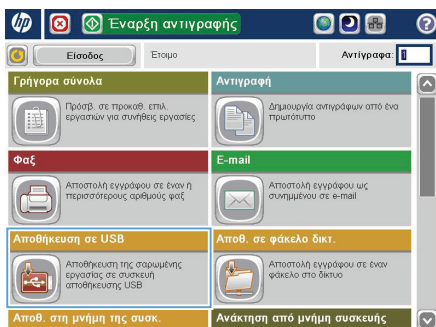 hp
Έναρξη αντιγραφής
?
Είσοδος
Έτοιμο
Αντίγραφα: 1
Γρήγορα σύνολα
Αντιγραφή
Πρόσβ. σε προκαθ. επιλ.
εργασιών για συνήθεις εργασίες
Δημιουργία αντιγράφων από ένα
πρωτότυπο
Φαξ
E-mail
Αποστολή εγγράφου σε έναν ή
περισσότερους αριθμούς φαξ
Αποστολή εγγράφου ως
συνημμένου σε e-mail
Αποθήκευση σε USB
Αποθ. σε φάκελο δικτ.
Αποθήκευση της σαρωμένης
εργασίας σε συσκευή
αποθήκευσης USB
Αποστολή εγγράφου σε έναν
φάκελο στο δίκτυο
Αποθ. στη μνήμη της συσκ.
Ανάκτηση από μνήμη συσκευής